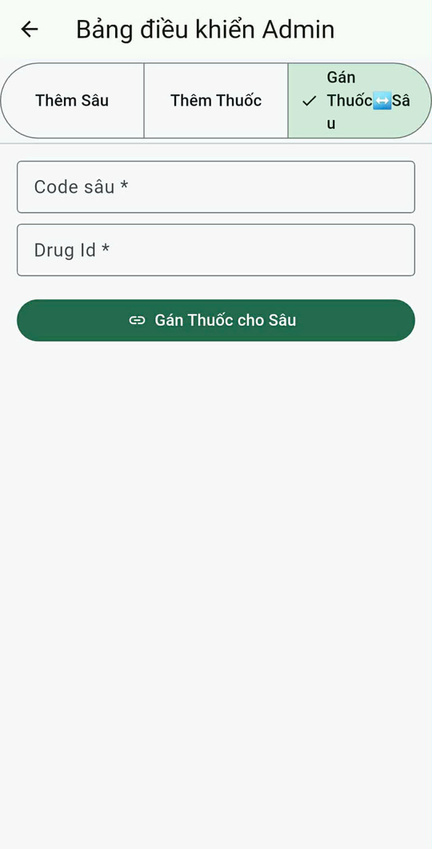 Bảng điều khiển Admin
Thêm Sâu
Thêm Thuốc
Gán
Thuốc↔️Sâ
u
Code sâu *
Drug Id *
Gán Thuốc cho Sâu